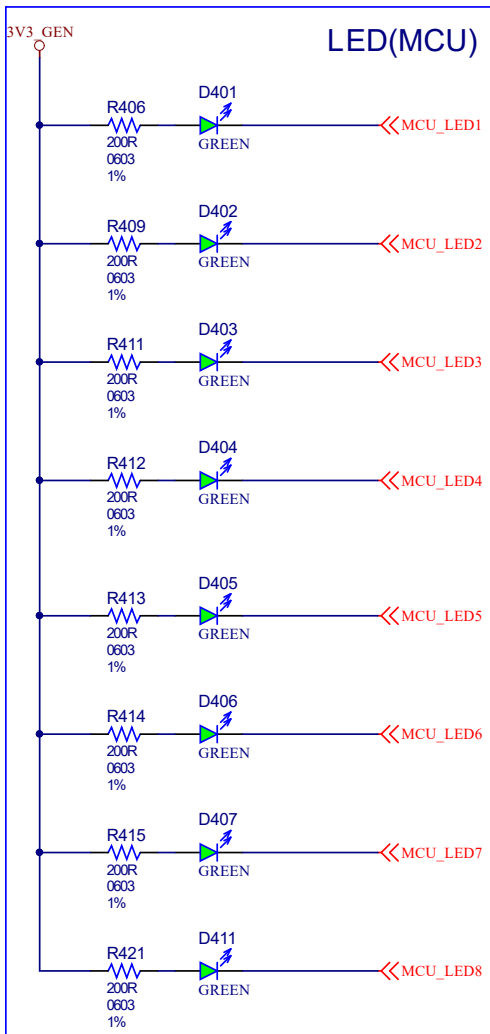 3V3_GEN
LED(MCU)
R406
200R
0603
1%
D401
GREEN
MCU_LED1
R409
200R
0603
1%
D402
GREEN
MCU_LED2
R411
200R
0603
1%
D403
GREEN
MCU_LED3
R412
200R
0603
1%
D404
GREEN
MCU_LED4
R413
200R
0603
1%
D405
GREEN
MCU_LED5
R414
200R
0603
1%
D406
GREEN
MCU_LED6
R415
200R
0603
1%
D407
GREEN
MCU_LED7
R421
200R
0603
1%
D411
GREEN
MCU_LED8